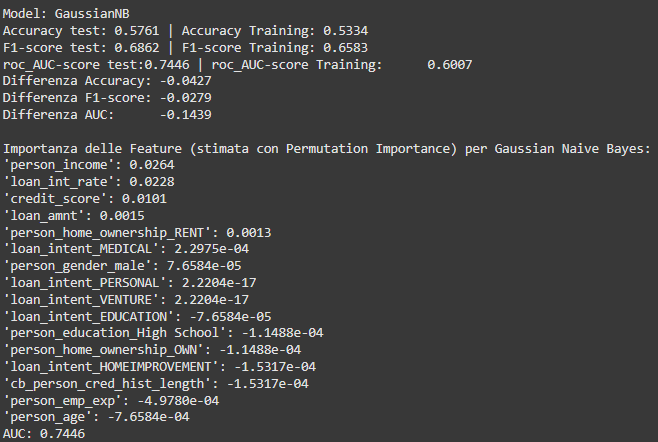 Model: GaussianNB
Accuracy test: 0.5761 | Accuracy Training: 0.5334
F1-score test: 0.6862 | F1-score Training: 0.6583
roc_AUC-score test:0.7446 | roc_AUC-score Training:      0.6007
Differenza Accuracy: -0.0427
Differenza F1-score: -0.0279
Differenza AUC:      -0.1439
Importanza delle Feature (stimata con Permutation Importance) per Gaussian Naive Bayes:
'person_income': 0.0264
'loan_int_rate': 0.0228
'credit_score': 0.0101
'loan_amnt': 0.0015
'person_home_ownership_RENT': 0.0013
'loan_intent_MEDICAL': 2.2975e-04
'person_gender_male': 7.6584e-05
'loan_intent_PERSONAL': 2.2204e-17
'loan_intent_VENTURE': 2.2204e-17
'loan_intent_EDUCATION': -7.6584e-05
'person_education_High School': -1.1488e-04
'person_home_ownership_OWN': -1.1488e-04
'loan_intent_HOMEIMPROVEMENT': -1.5317e-04
'cb_person_cred_hist_length': -1.5317e-04
'person_emp_exp': -4.9780e-04
'person_age': -7.6584e-04
AUC: 0.7446